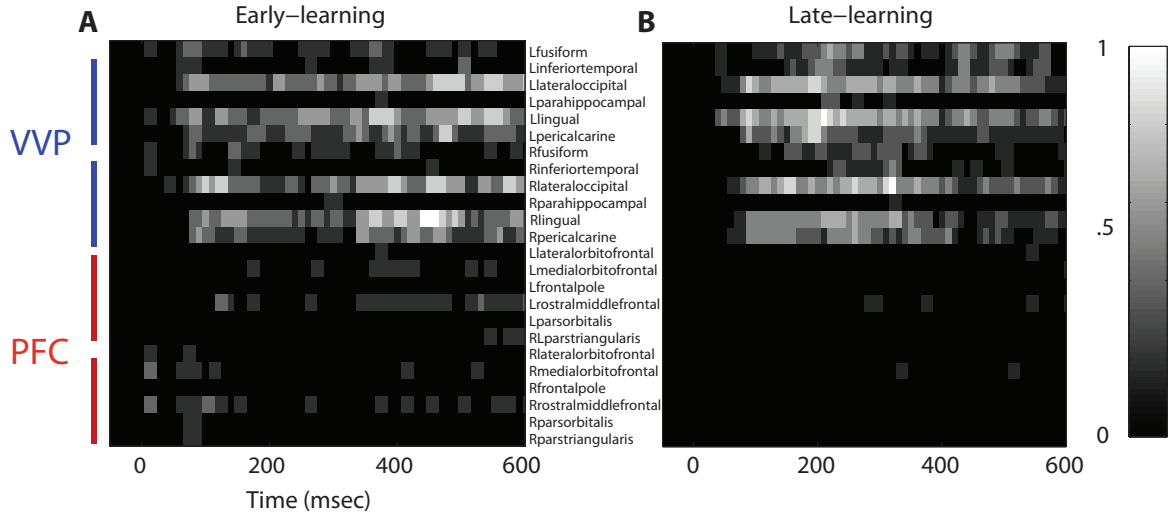 A Early–learning
B Late–learning
VVP
PFC
Lfusiform
Linferiortemporal
Llateraloccipital
Lparahippocampal
Llingual
Lpericalcarine
Rfusiform
Rinferiortemporal
Rlateraloccipital
Rparahippocampal
Rlingual
Rpericalcarine
Llateralorbitofrontal
Lmedialorbitofrontal
Lfrontalpole
Lrostralmiddlefrontal
Lparsorbitalis
RLparstriangularis
Rlateralorbitofrontal
Rmedialorbitofrontal
Rfrontalpole
Rrostralmiddlefrontal
Rparsorbitalis
Rparstriangularis
1
.5
0
0 200 400 600
0 200 400 600
Time (msec)